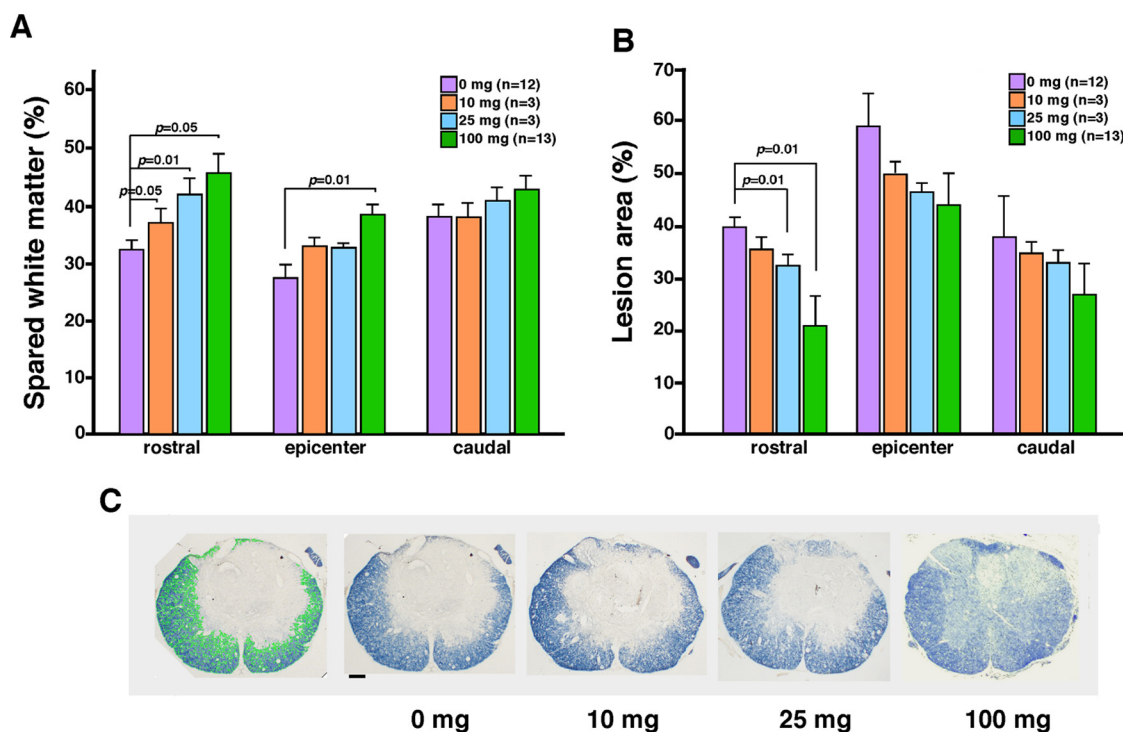 A
Spared white matter (%)
60
50
40
30
20
10
0
0 mg (n=12)
10 mg (n=3)
25 mg (n=3)
100 mg (n=13)
p=0.05
p=0.01
p=0.05
p=0.01
rostral epicenter caudal
B
Lesion area (%)
70
60
50
40
30
20
10
0
0 mg (n=12)
10 mg (n=3)
25 mg (n=3)
100 mg (n=13)
p=0.01
p=0.01
rostral epicenter caudal
C
0 mg 10 mg 25 mg 100 mg